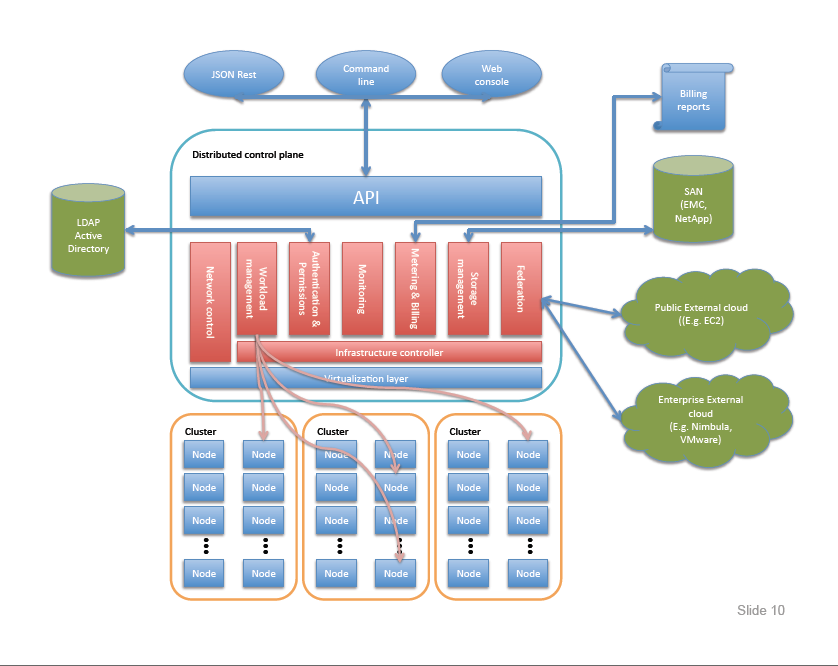 JSON Rest
Command
line
Web
console
Billing
reports
Distributed control plane
API
SAN
(EMC,
NetApp)
LDAP
Active
Directory
Network control
Workload
management
Authentication &
Permissions
Monitoring
Metering & Billing
Storage
management
Federation
Public External cloud
((E.g. EC2)
Infrastructure controller
Virtualization layer
Enterprise External
cloud
(E.g. Nimbula,
VMware)
Cluster
Node Node
Node Node
Node Node
Node Node
Cluster
Node Node
Node Node
Node Node
Node Node
Cluster
Node Node
Node Node
Node Node
Node Node
Slide 10